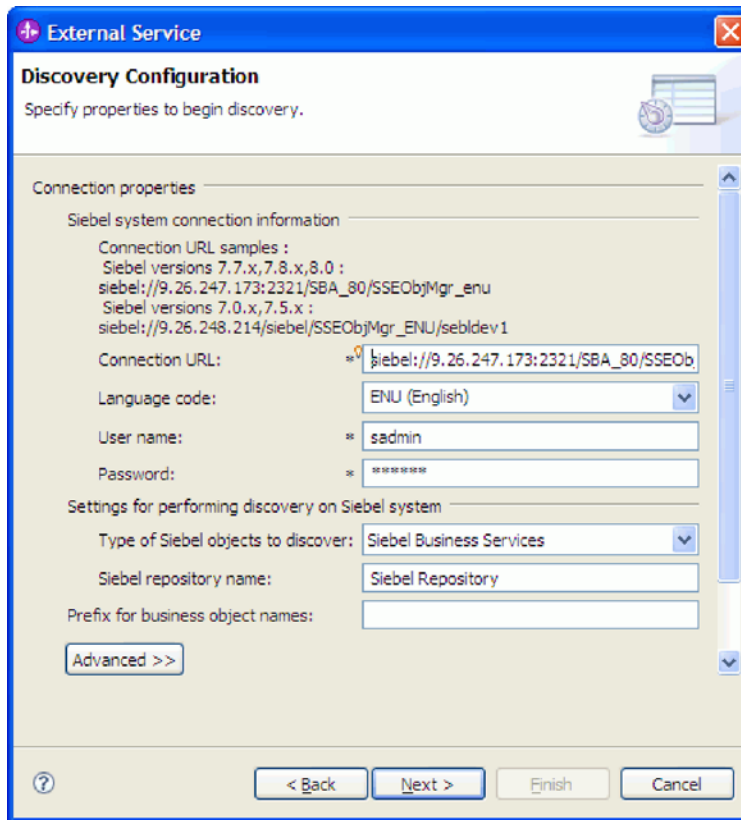 External Service
Discovery Configuration
Specify properties to begin discovery.
Connection properties
Siebel system connection information
Connection URL samples :
Siebel versions 7.7.x,7.8.x,8.0 :
siebel://9.26.247.173:2321/SBA_80/SSEObjMgr_enu
Siebel versions 7.0.x,7.5.x :
siebel://9.26.248.214/siebel/SSEObjMgr_ENU/sebldev1
Connection URL: * siebel://9.26.247.173:2321/SBA_80/SSEObj
Language code: ENU (English)
User name: * sadmin
Password: * ******
Settings for performing discovery on Siebel system
Type of Siebel objects to discover: Siebel Business Services
Siebel repository name: Siebel Repository
Prefix for business object names:
Advanced >>
? < Back Next > Finish Cancel